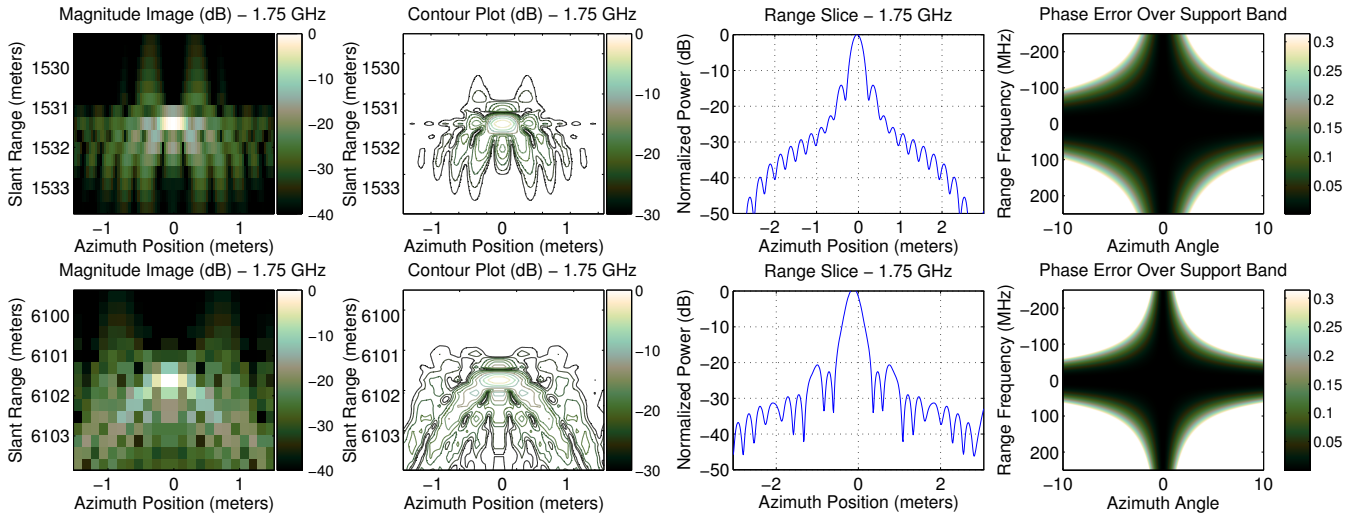 Magnitude Image (dB) − 1.75 GHz
Slant Range (meters)
1530
1531
1532
1533
−1 0 1
Azimuth Position (meters)
0
−10
−20
−30
−40
Contour Plot (dB) − 1.75 GHz
Slant Range (meters)
1530
1531
1532
1533
−1 0 1
Azimuth Position (meters)
0
−5
−10
−15
−20
−25
−30
Range Slice − 1.75 GHz
Normalized Power (dB)
0
−10
−20
−30
−40
−50
−2 −1 0 1 2
Azimuth Position (meters)
Phase Error Over Support Band
Range Frequency (MHz)
−200
−100
0
100
200
−10 0 10
Azimuth Angle
0.3
0.25
0.2
0.15
0.1
0.05
Magnitude Image (dB) − 1.75 GHz
Slant Range (meters)
6100
6101
6102
6103
−1 0 1
Azimuth Position (meters)
0
−10
−20
−30
−40
Contour Plot (dB) − 1.75 GHz
Slant Range (meters)
6100
6101
6102
6103
−1 0 1
Azimuth Position (meters)
0
−5
−10
−15
−20
−25
−30
Range Slice − 1.75 GHz
Normalized Power (dB)
0
−10
−20
−30
−40
−50
−2 0 2
Azimuth Position (meters)
Phase Error Over Support Band
Range Frequency (MHz)
−200
−100
0
100
200
−10 0 10
Azimuth Angle
0.3
0.25
0.2
0.15
0.1
0.05